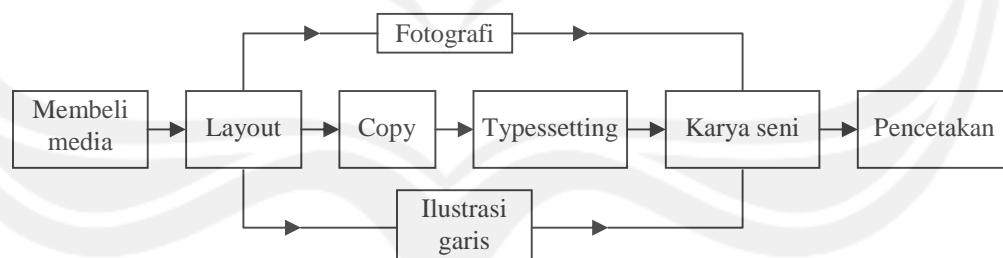 Fotografi
Membeli
media
Layout
Copy
Typessetting
Karya seni
Pencetakan
Ilustrasi
garis